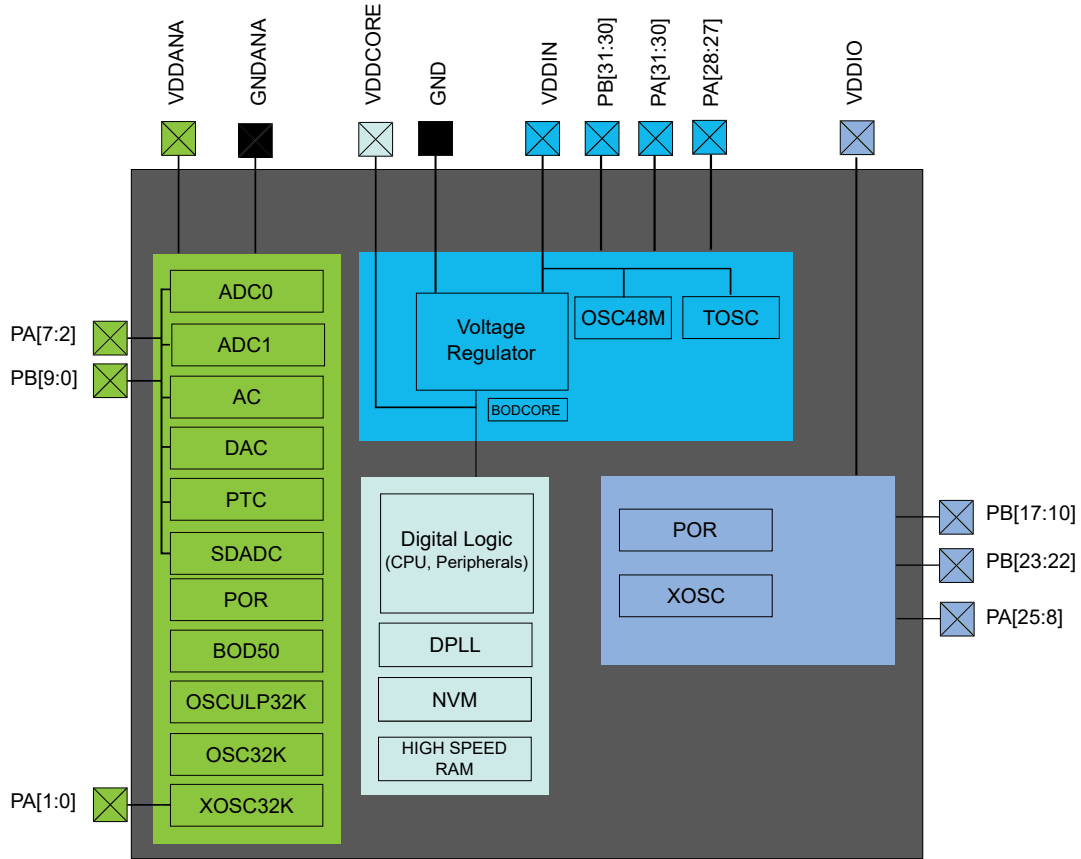 VDDANA
GNDANA
VDDCORE
GND
VDDIN
PB[31:30]
PA[31:30]
PA[28:27]
VDDIO
PA[7:2]
PB[9:0]
PA[1:0]
ADC0
ADC1
AC
DAC
PTC
SDADC
POR
BOD50
OSCULP32K
OSC32K
XOSC32K
Voltage
Regulator
OSC48M
TOSC
BODCORE
Digital Logic
(CPU, Peripherals)
DPLL
NVM
HIGH SPEED
RAM
POR
XOSC
PB[17:10]
PB[23:22]
PA[25:8]